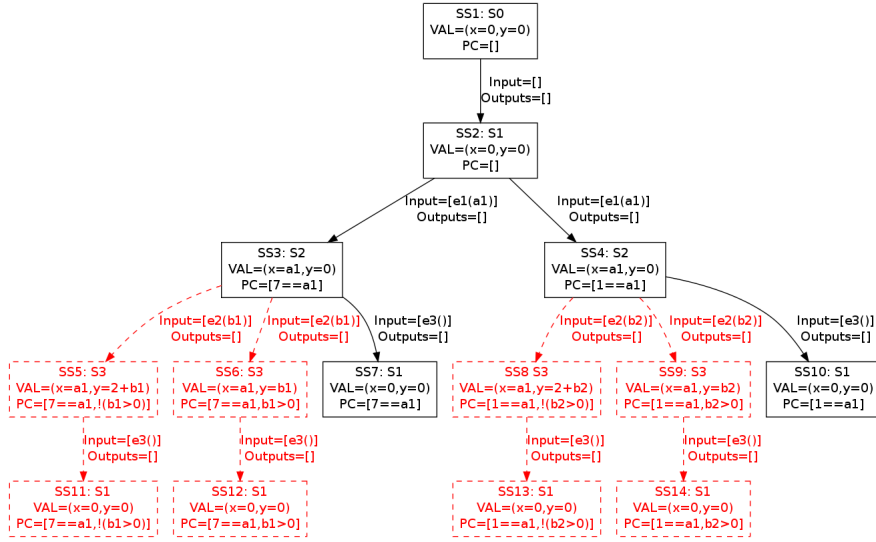 SS1: S0
VAL=(x=0,y=0)
PC=[]
Input=[]
Outputs=[]
SS2: S1
VAL=(x=0,y=0)
PC=[]
Input=[e1(a1)]
Outputs=[]
Input=[e1(a1)]
Outputs=[]
SS3: S2
VAL=(x=a1,y=0)
PC=[7==a1]
SS4: S2
VAL=(x=a1,y=0)
PC=[1==a1]
Input=[e2(b1)]
Outputs=[]
Input=[e2(b1)]
Outputs=[]
Input=[e3()]
Outputs=[]
Input=[e2(b2)]
Outputs=[]
Input=[e2(b2)]
Outputs=[]
Input=[e3()]
Outputs=[]
SS5: S3
VAL=(x=a1,y=2+b1)
PC=[7==a1,!(b1>0)]
SS6: S3
VAL=(x=a1,y=b1)
PC=[7==a1,b1>0]
SS7: S1
VAL=(x=0,y=0)
PC=[7==a1]
SS8 S3
VAL=(x=a1,y=2+b2)
PC=[1==a1,!(b2>0)]
SS9: S3
VAL=(x=a1,y=b2)
PC=[1==a1,b2>0]
SS10: S1
VAL=(x=0,y=0)
PC=[1==a1]
Input=[e3()]
Outputs=[]
Input=[e3()]
Outputs=[]
Input=[e3()]
Outputs=[]
Input=[e3()]
Outputs=[]
SS11: S1
VAL=(x=0,y=0)
PC=[7==a1,!(b1>0)]
SS12: S1
VAL=(x=0,y=0)
PC=[7==a1,b1>0]
SS13: S1
VAL=(x=0,y=0)
PC=[1==a1,!(b2>0)]
SS14: S1
VAL=(x=0,y=0)
PC=[1==a1,b2>0]